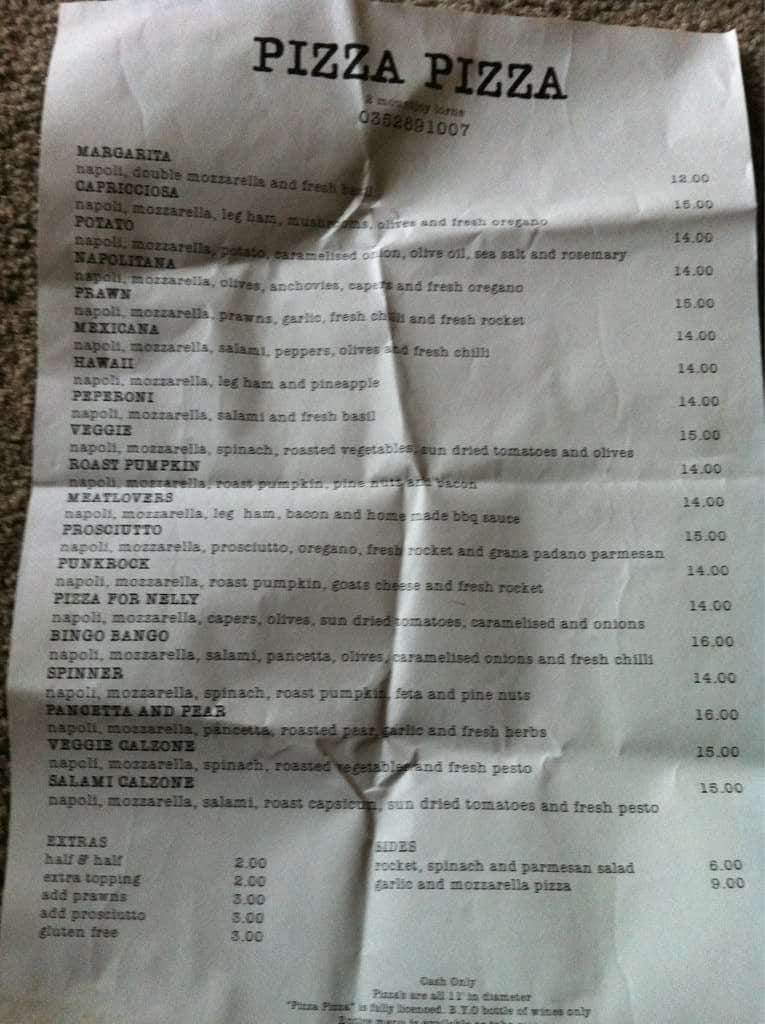 PIZZA PIZZA
2 mountjoy lorne
0352891007
MARGARITA 12.00
napoli, double mozzarella and fresh basil
CAPRICCIOSA 15.00
napoli, mozzarella, leg ham, mushrooms, olives and fresh oregano
POTATO 14.00
napoli, mozzarella, potato, caramelised onion, olive oil, sea salt and rosemary
NAPOLITANA 14.00
napoli, mozzarella, olives, anchovies, capers and fresh oregano
PRAWN 15.00
napoli, mozzarella, prawns, garlic, fresh chilli and fresh rocket
MEXICANA 14.00
napoli, mozzarella, salami, peppers, olives and fresh chilli
HAWAII 14.00
napoli, mozzarella, leg ham and pineapple
PEPERONI 14.00
napoli, mozzarella, salami and fresh basil
VEGGIE 15.00
napoli, mozzarella, spinach, roasted vegetables, sun dried tomatoes and olives
ROAST PUMPKIN 14.00
napoli, mozzarella, roast pumpkin, pine nuts and bacon
MEATLOVERS 14.00
napoli, mozzarella, leg ham, bacon and home made bbq sauce
PROSCIUTTO 15.00
napoli, mozzarella, prosciutto, oregano, fresh rocket and grana padano parmesan
PUNKROCK 14.00
napoli, mozzarella, roast pumpkin, goats cheese and fresh rocket
PIZZA FOR NELLY 14.00
napoli, mozzarella, capers, olives, sun dried tomatoes, caramelised and onions
BINGO BANGO 16.00
napoli, mozzarella, salami, pancetta, olives, caramelised onions and fresh chilli
SPINNER 14.00
napoli, mozzarella, spinach, roast pumpkin, feta and pine nuts
PANCETTA AND PEAR 16.00
napoli, mozzarella, pancetta, roasted pear, garlic and fresh herbs
VEGGIE CALZONE 15.00
napoli, mozzarella, spinach, roasted vegetables and fresh pesto
SALAMI CALZONE 15.00
napoli, mozzarella, salami, roast capsicum, sun dried tomatoes and fresh pesto
EXTRAS
half & half 2.00
extra topping 2.00
add prawns 3.00
add prosciutto 3.00
gluten free 3.00
SIDES
rocket, spinach and parmesan salad 6.00
garlic and mozzarella pizza 9.00
Cash Only
Pizza's are all 11" in diameter
"Pizza Pizza" is fully licensed. B.Y.O bottle of wines only